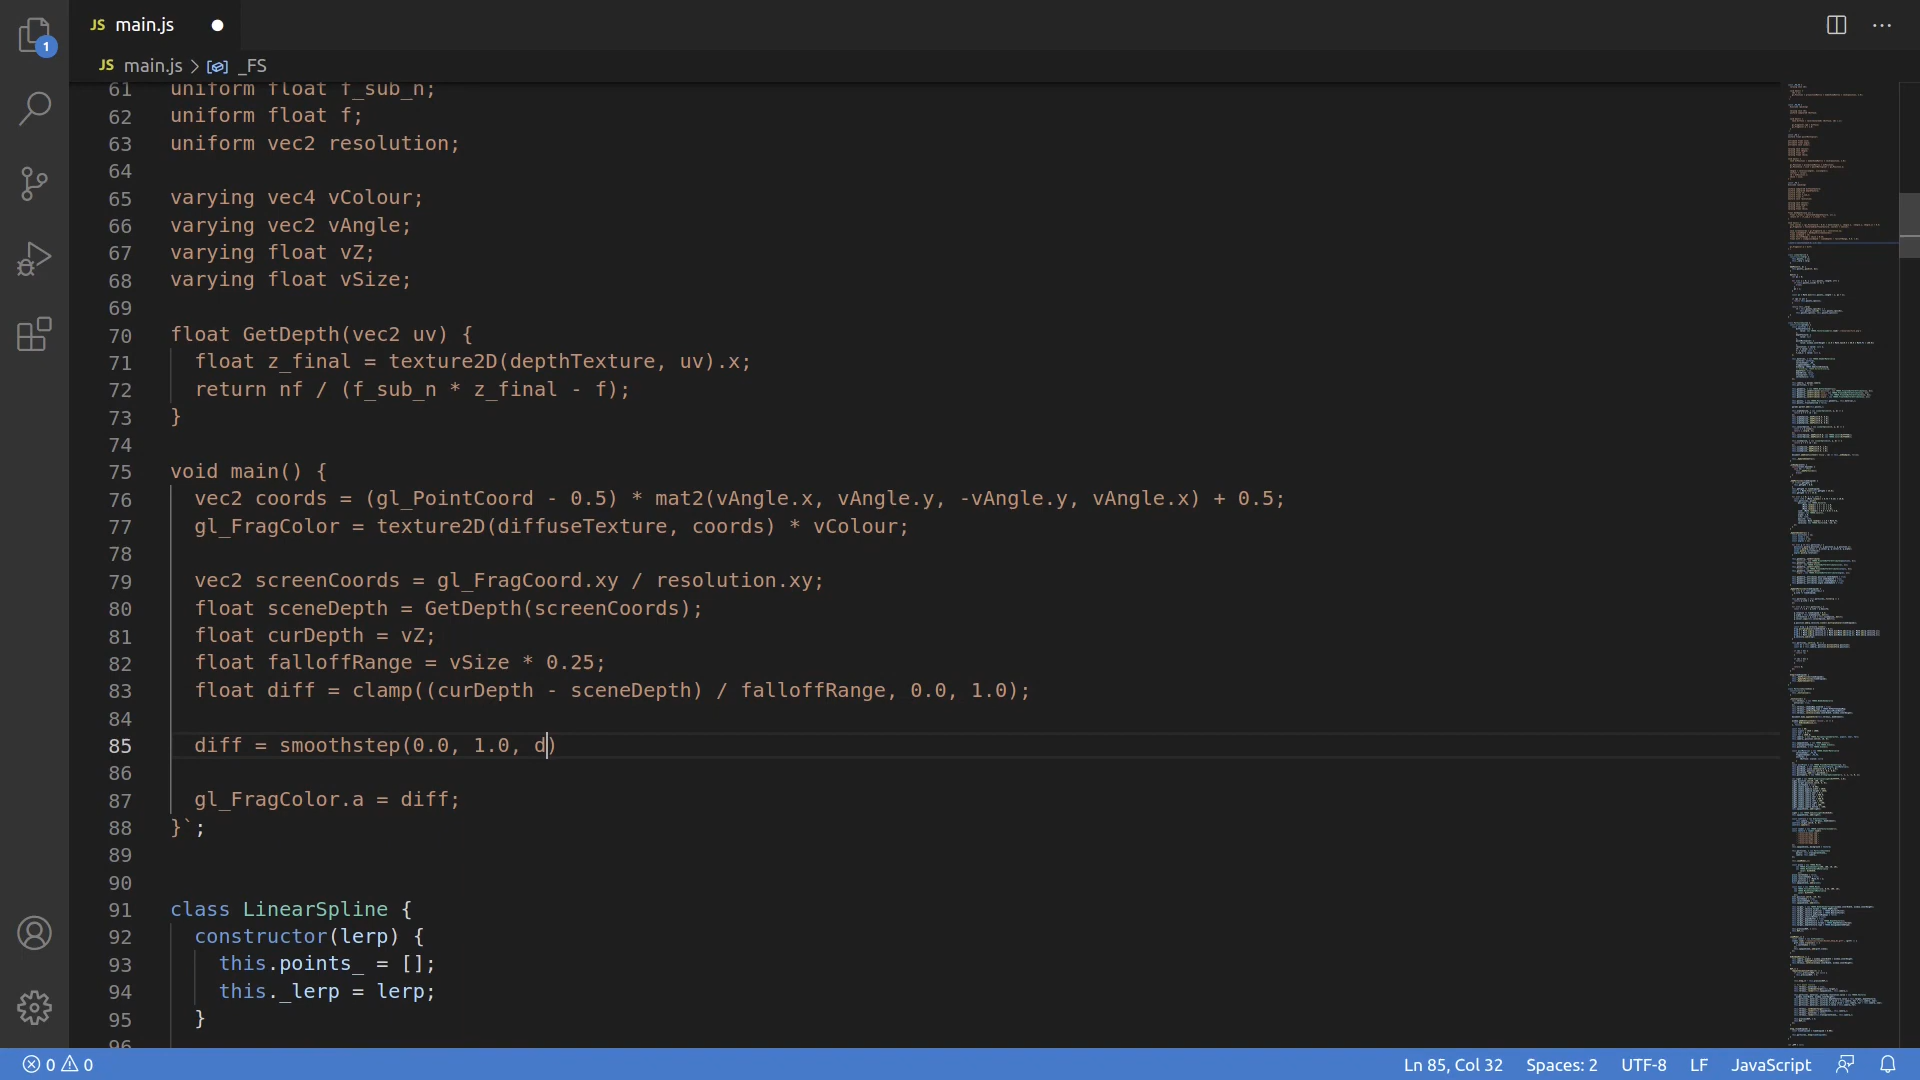 1
JS main.js
JS main.js > _FS
61 uniform float f_sub_n;
62 uniform float f;
63 uniform vec2 resolution;
64
65 varying vec4 vColour;
66 varying vec2 vAngle;
67 varying float vZ;
68 varying float vSize;
69
70 float GetDepth(vec2 uv) {
71 float z_final = texture2D(depthTexture, uv).x;
72 return nf / (f_sub_n * z_final - f);
73 }
74
75 void main() {
76 vec2 coords = (gl_PointCoord - 0.5) * mat2(vAngle.x, vAngle.y, -vAngle.y, vAngle.x) + 0.5;
77 gl_FragColor = texture2D(diffuseTexture, coords) * vColour;
78
79 vec2 screenCoords = gl_FragCoord.xy / resolution.xy;
80 float sceneDepth = GetDepth(screenCoords);
81 float curDepth = vZ;
82 float falloffRange = vSize * 0.25;
83 float diff = clamp((curDepth - sceneDepth) / falloffRange, 0.0, 1.0);
84
85 diff = smoothstep(0.0, 1.0, d)
86
87 gl_FragColor.a = diff;
88 }`;
89
90
91 class LinearSpline {
92 constructor(lerp) {
93 this.points_ = [];
94 this._lerp = lerp;
95 }
96
0 0 Ln 85, Col 32 Spaces: 2 UTF-8 LF JavaScript